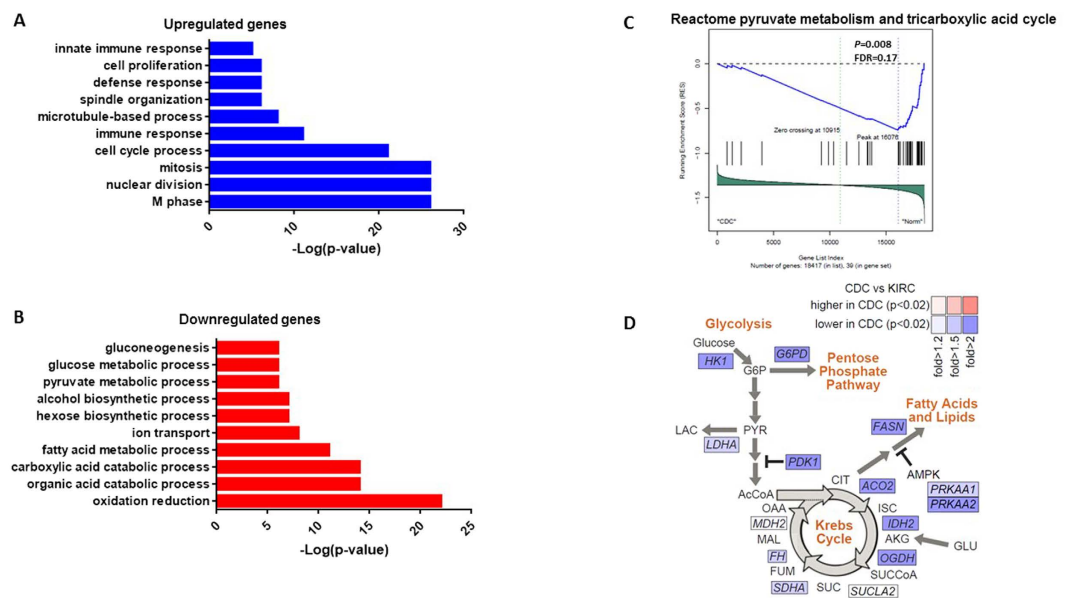 A
Upregulated genes
innate immune response
cell proliferation
defense response
spindle organization
microtubule-based process
immune response
cell cycle process
mitosis
nuclear division
M phase
0
10
20
30
-Log(p-value)
B
Downregulated genes
gluconeogenesis
glucose metabolic process
pyruvate metabolic process
alcohol biosynthetic process
hexose biosynthetic process
ion transport
fatty acid metabolic process
carboxylic acid catabolic process
organic acid catabolic process
oxidation reduction
0
5
10
15
20
25
-Log(p-value)
C
Reactome pyruvate metabolism and tricarboxylic acid cycle
P=0.008
FDR=0.17
Running Enrichment Score (RES)
0.0
-0.5
-1.0
-1.5
Zero crossing at 10915
Peak at 16076
"CDC"
"Norm"
0
5000
10000
15000
Gene List Index
Number of genes: 18417 (in list), 39 (in gene set)
D
CDC vs KIRC
higher in CDC (p<0.02)
lower in CDC (p<0.02)
fold>1.2
fold>1.5
fold>2
Glycolysis
Glucose
HK1
G6PD
G6P
Pentose
Phosphate
Pathway
Fatty Acids
and Lipids
FASN
LAC
PYR
LDHA
PDK1
AMPK
PRKAA1
PRKAA2
CIT
ACO2
AcCoA
OAA
ISC
MDH2
Krebs
Cycle
IDH2
MAL
AKG
GLU
FH
OGDH
FUM
SUCCoA
SDHA
SUC
SUCLA2